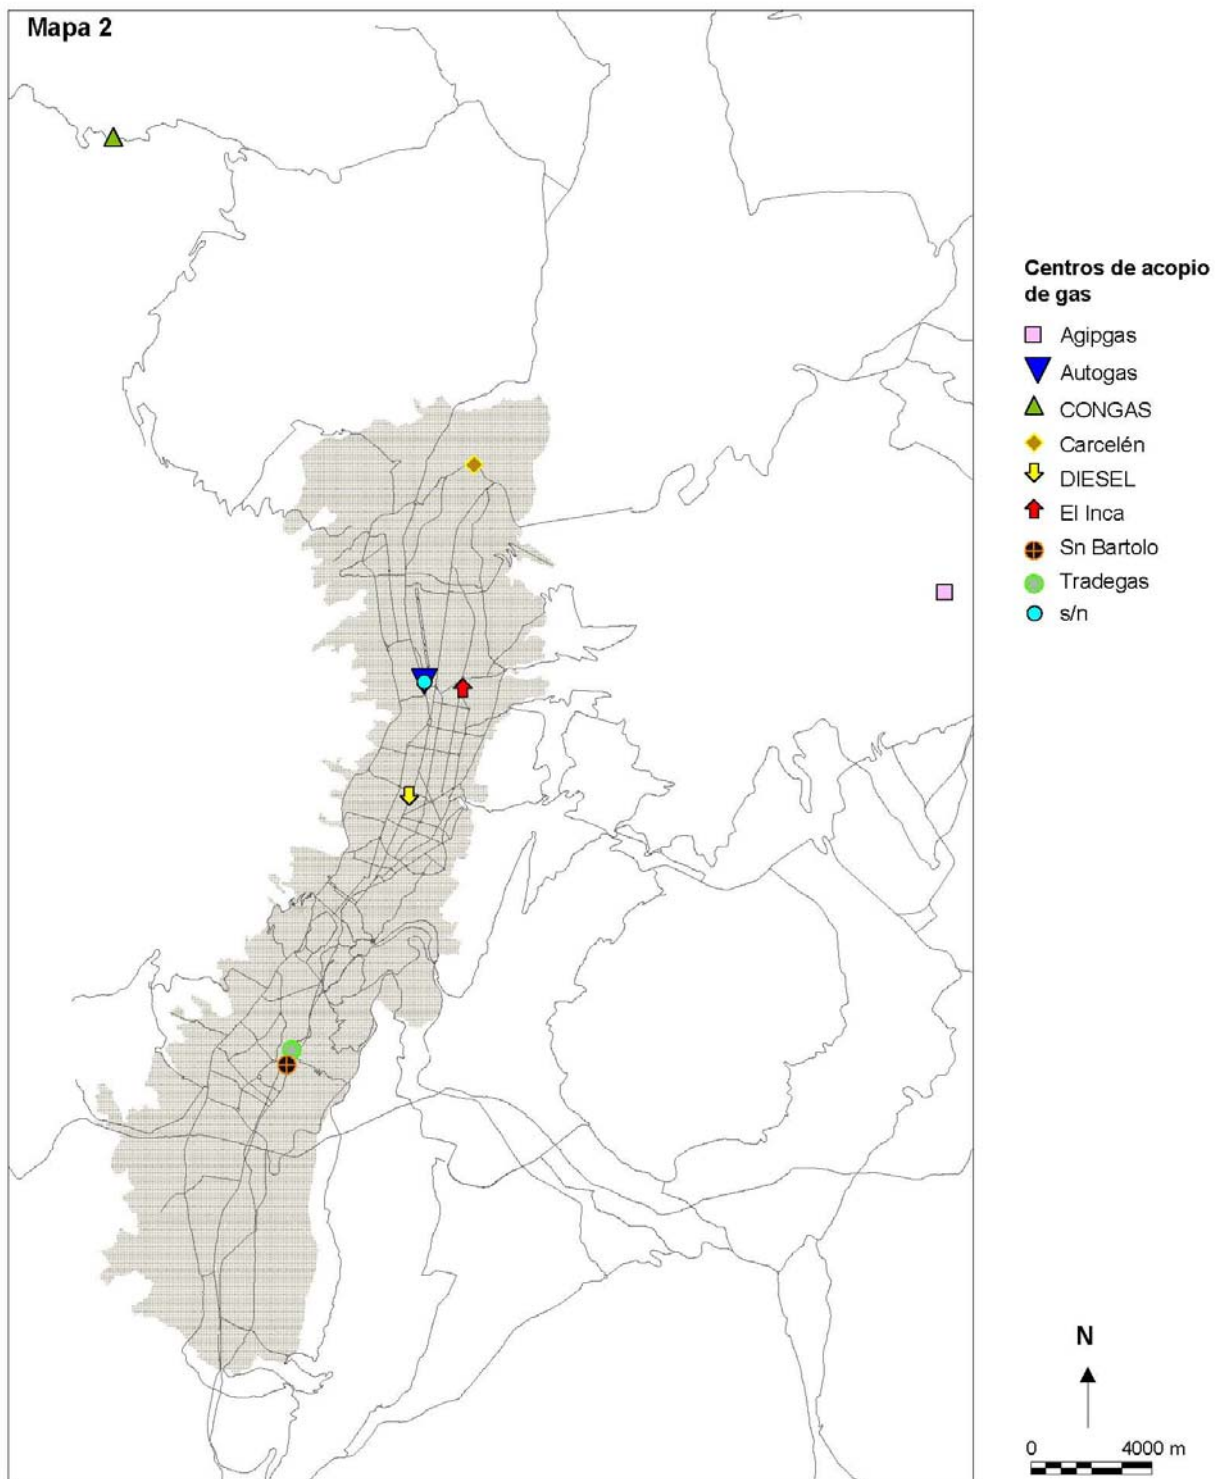 Mapa 2
Centros de acopio
de gas
Agipgas
Autogas
CONGAS
Carcelén
DIESEL
El Inca
Sn Bartolo
Tradegas
s/n
N
0 4000 m